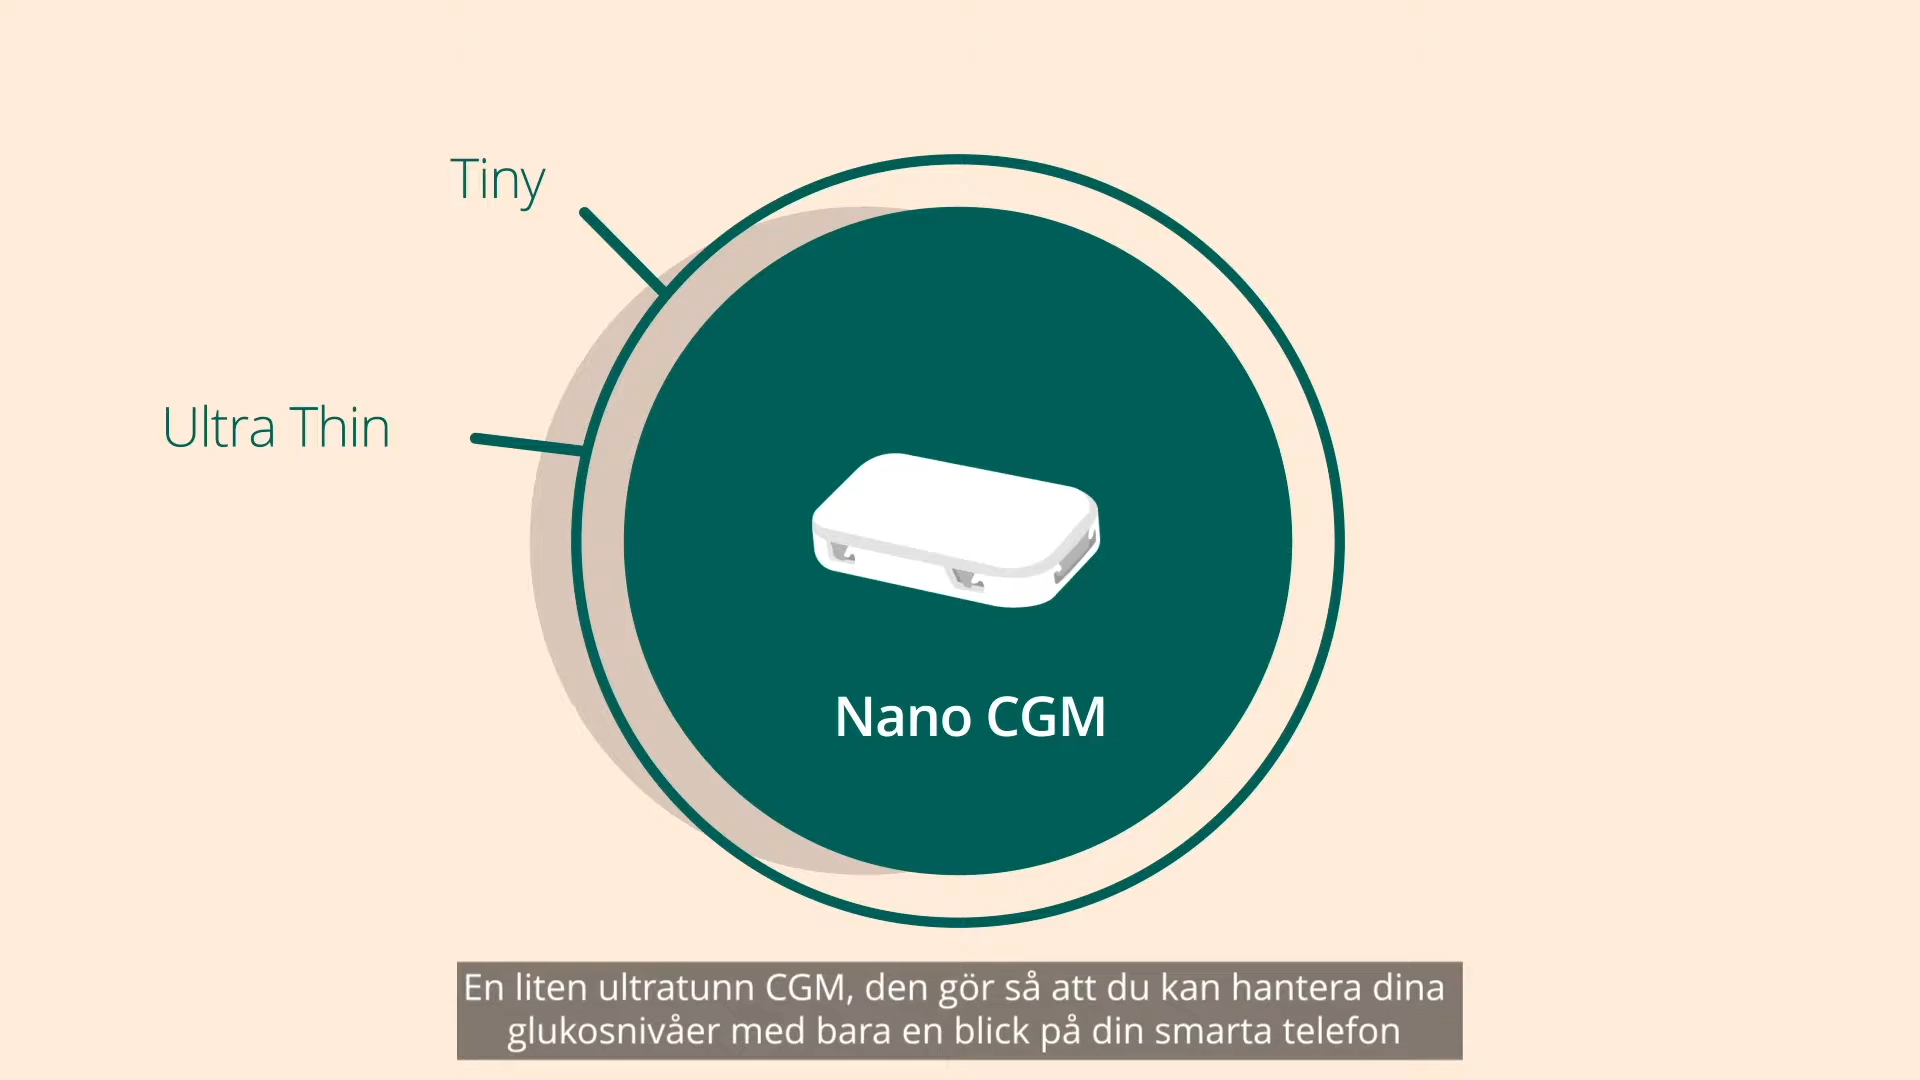 Tiny
Ultra Thin
Nano CGM
En liten ultratunn CGM, den gör så att du kan hantera dina
glukosnivåer med bara en blick på din smarta telefon